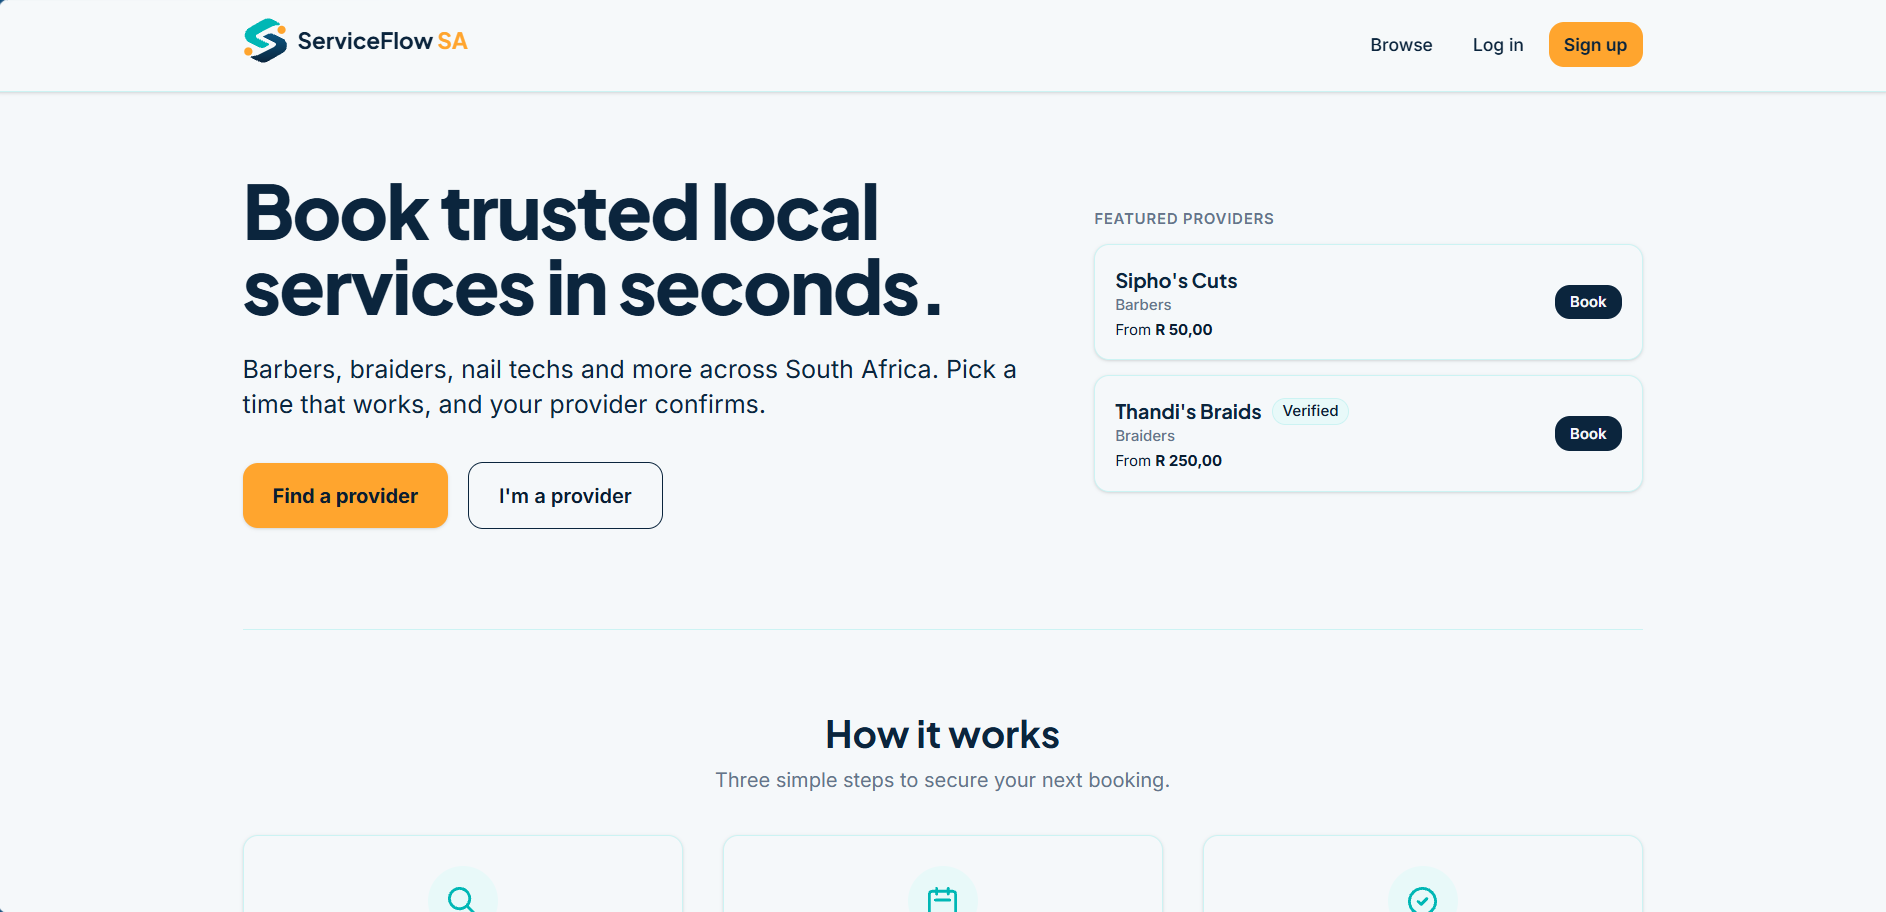 ServiceFlow SA
Browse
Log in
Sign up
Book trusted local
services in seconds.
Barbers, braiders, nail techs and more across South Africa. Pick a
time that works, and your provider confirms.
Find a provider
I'm a provider
FEATURED PROVIDERS
Sipho's Cuts
Barbers
From R 50,00
Book
Thandi's Braids
Verified
Braiders
From R 250,00
Book
How it works
Three simple steps to secure your next booking.